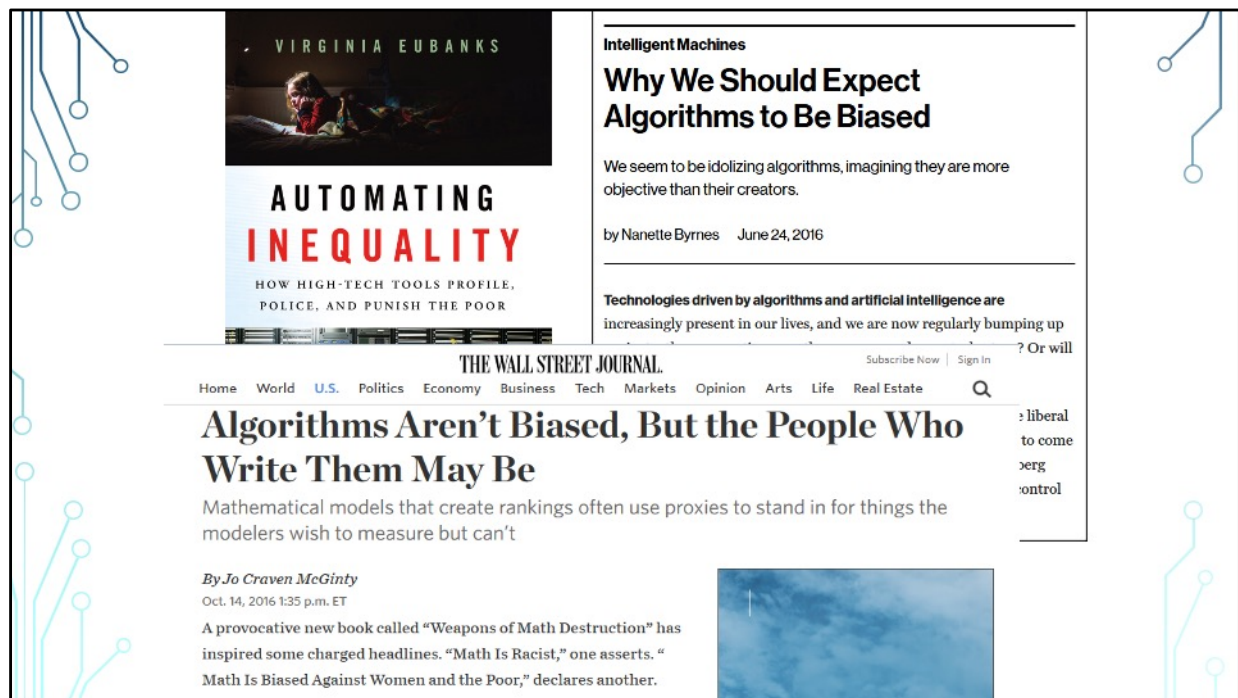 VIRGINIA EUBANKS
AUTOMATING
INEQUALITY
HOW HIGH-TECH TOOLS PROFILE,
POLICE, AND PUNISH THE POOR
Intelligent Machines
Why We Should Expect
Algorithms to Be Biased
We seem to be idolizing algorithms, imagining they are more
objective than their creators.
by Nanette Byrnes June 24, 2016
Technologies driven by algorithms and artificial intelligence are
increasingly present in our lives, and we are now regularly bumping up
? Or will
liberal
to come
control
THE WALL STREET JOURNAL.
Subscribe Now | Sign In
Home World U.S. Politics Economy Business Tech Markets Opinion Arts Life Real Estate
Algorithms Aren’t Biased, But the People Who
Write Them May Be
Mathematical models that create rankings often use proxies to stand in for things the
modelers wish to measure but can’t
By Jo Craven McGinty
Oct. 14, 2016 1:35 p.m. ET
A provocative new book called “Weapons of Math Destruction” has
inspired some charged headlines. “Math Is Racist,” one asserts. “
Math Is Biased Against Women and the Poor,” declares another.